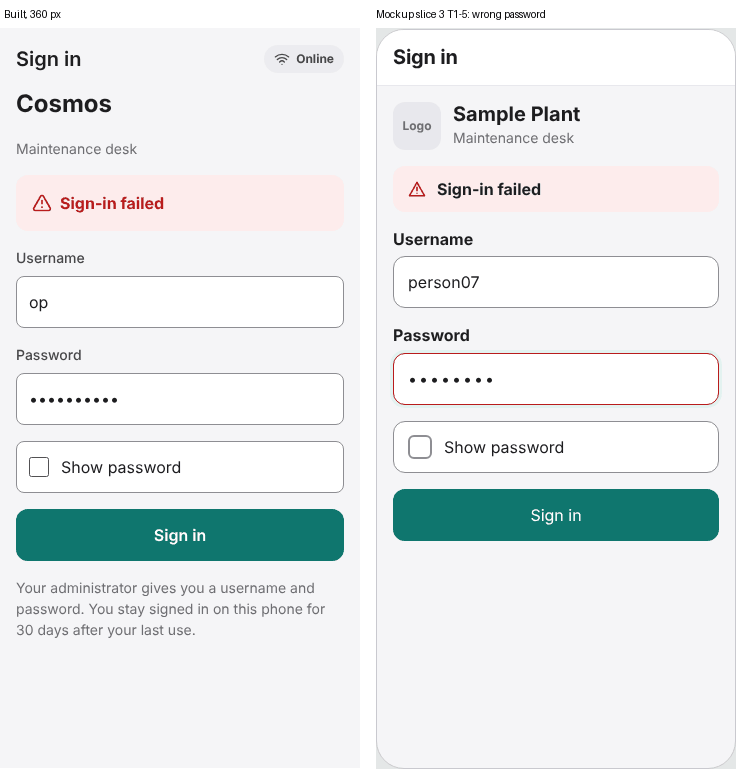 Built, 360 px
Sign in
Online
Cosmos
Maintenance desk
Sign-in failed
Username
op
Password
••••••••••
Show password
Sign in
Your administrator gives you a username and
password. You stay signed in on this phone for
30 days after your last use.
Mockup slice 3 T1-5: wrong password
Sign in
Logo
Sample Plant
Maintenance desk
Sign-in failed
Username
person07
Password
••••••••
Show password
Sign in